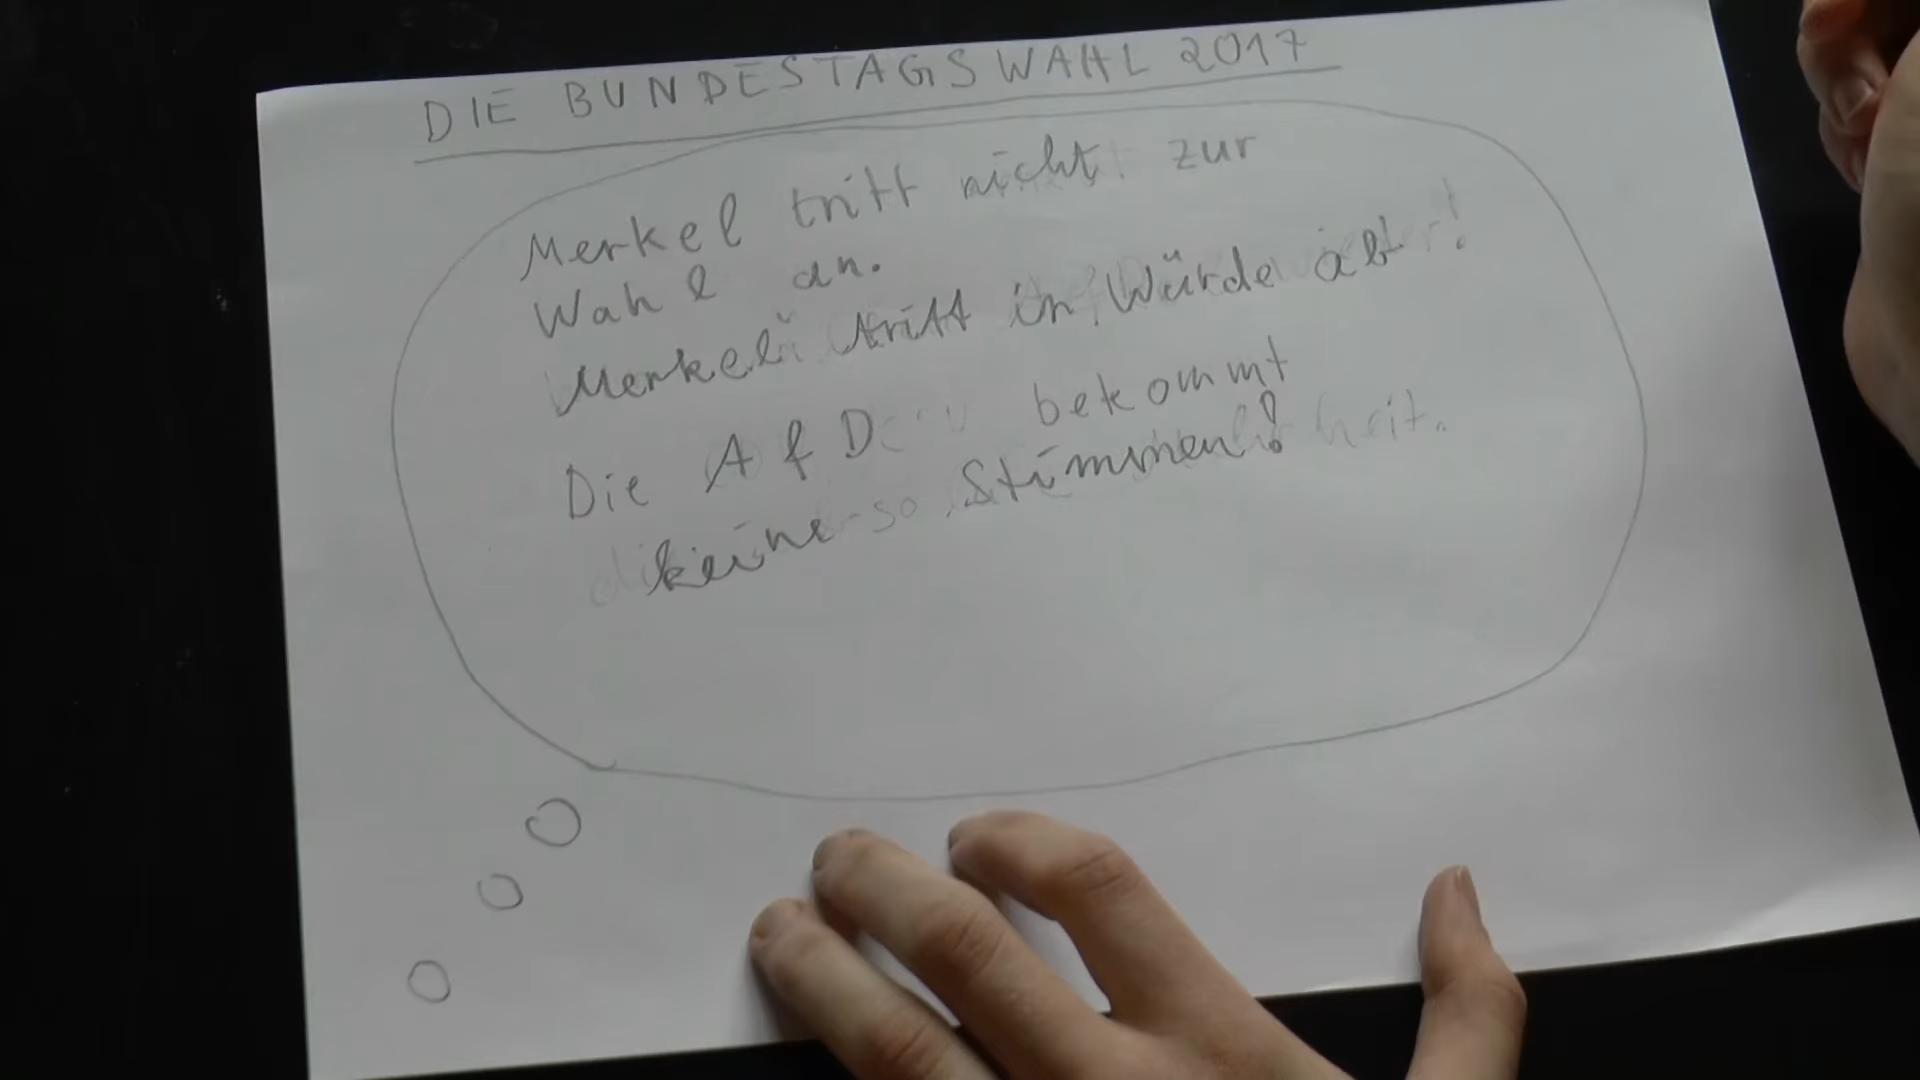 DIE BUNDESTAGSWAHL 2017
Merkel tritt nicht zur
Wahl an.
Merkel tritt in Würde ab!
Die AfD bekommt
keine Stimmen!